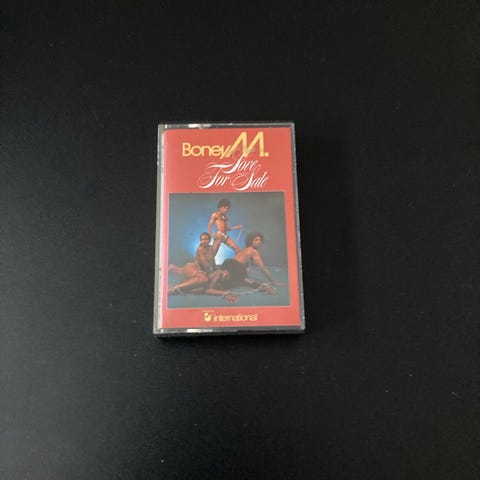 Boney M.
Love
For Sale
international